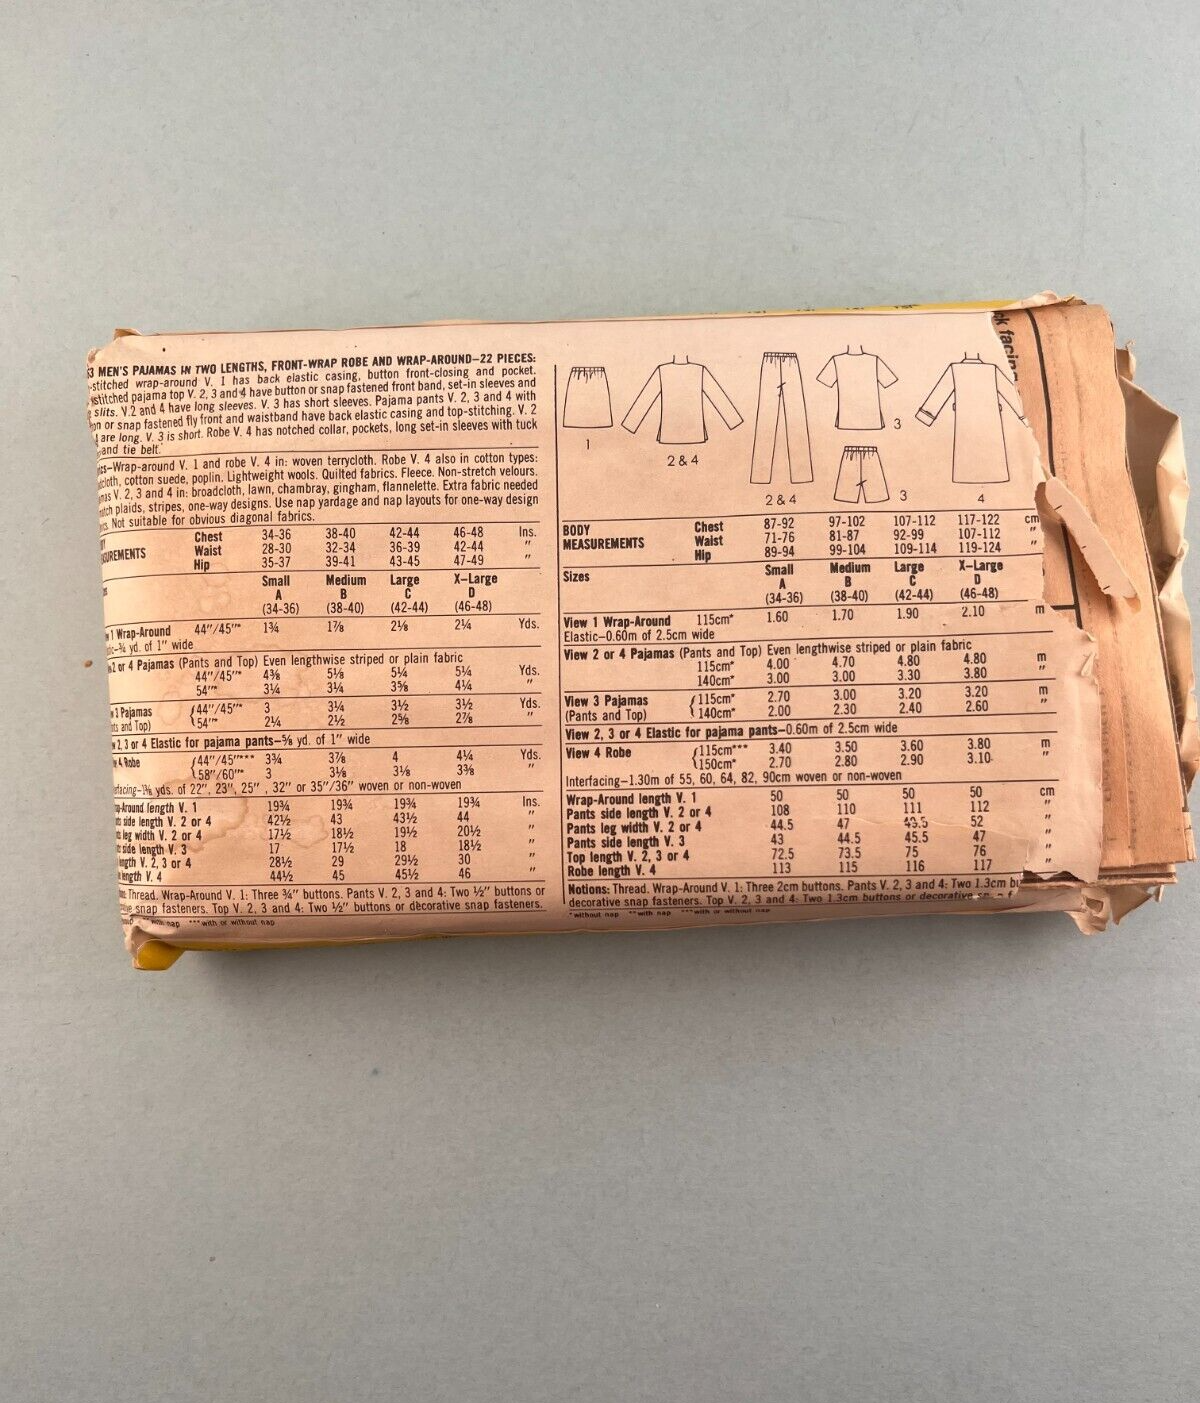 3 MEN'S PAJAMAS IN TWO LENGTHS, FRONT-WRAP ROBE AND WRAP-AROUND–22 PIECES:
-stitched wrap-around V. 1 has back elastic casing, button front-closing and pocket.
stitched pajama top V. 2, 3 and 4 have button or snap fastened front band, set-in sleeves and
slits. V.2 and 4 have long sleeves. V. 3 has short sleeves. Pajama pants V. 2, 3 and 4 with
or snap fastened fly front and waistband have back elastic casing and top-stitching. V. 2
are long. V. 3 is short. Robe V. 4 has notched collar, pockets, long set-in sleeves with tuck
and tie belt.
–Wrap-around V. 1 and robe V. 4 in: woven terrycloth. Robe V. 4 also in cotton types:
cloth, cotton suede, poplin. Lightweight wools. Quilted fabrics. Fleece. Non-stretch velours.
V. 2, 3 and 4 in: broadcloth, lawn, chambray, gingham, flannelette. Extra fabric needed
plaids, stripes, one-way designs. Use nap yardage and nap layouts for one-way design
Not suitable for obvious diagonal fabrics.
Chest 34-36 38-40 42-44 46-48 Ins.
UREMENTS Waist 28-30 32-34 36-39 42-44 "
Hip 35-37 39-41 43-45 47-49 "
Small Medium Large X–Large
A B C D
(34-36) (38-40) (42-44) (46-48)
1 Wrap-Around 44"/45"* 1¾ 1⅞ 2⅛ 2¼ Yds.
–¾ yd. of 1" wide
2 or 4 Pajamas (Pants and Top) Even lengthwise striped or plain fabric
44"/45"* 4⅜ 5⅛ 5¼ 5¼ Yds.
54"* 3¼ 3¼ 3⅝ 4¼ "
3 Pajamas {44"/45"* 3 3¼ 3½ 3½ Yds.
and Top) 54"* 2¼ 2½ 2⅝ 2⅞ "
2, 3 or 4 Elastic for pajama pants–⅝ yd. of 1" wide
4 Robe {44"/45"*** 3¾ 3⅞ 4 4¼ Yds.
58"/60"* 3 3⅛ 3⅛ 3⅜ "
facing– yds. of 22", 23", 25" , 32" or 35"/36" woven or non-woven
-Around length V. 1 19¾ 19¾ 19¾ 19¾ Ins.
side length V. 2 or 4 42½ 43 43½ 44 "
leg width V. 2 or 4 17½ 18½ 19½ 20½ "
side length V. 3 17 17½ 18 18½ "
length V. 2, 3 or 4 28½ 29 29½ 30 "
length V. 4 44½ 45 45½ 46 "
Thread. Wrap-Around V. 1: Three ¾" buttons. Pants V. 2, 3 and 4: Two ½" buttons or
snap fasteners. Top V. 2, 3 and 4: Two ½" buttons or decorative snap fasteners.
nap ***with or without nap
1
2 & 4
2 & 4
3
3
4
BODY Chest 87-92 97-102 107-112 117-122 cm
MEASUREMENTS Waist 71-76 81-87 92-99 107-112 "
Hip 89-94 99-104 109-114 119-124 "
Sizes Small Medium Large X–Large
A B C D
(34-36) (38-40) (42-44) (46-48)
View 1 Wrap-Around 115cm* 1.60 1.70 1.90 2.10 m
Elastic–0.60m of 2.5cm wide
View 2 or 4 Pajamas (Pants and Top) Even lengthwise striped or plain fabric
115cm* 4.00 4.70 4.80 4.80 m
140cm* 3.00 3.00 3.30 3.80 "
View 3 Pajamas {115cm* 2.70 3.00 3.20 3.20 m
(Pants and Top) 140cm* 2.00 2.30 2.40 2.60 "
View 2, 3 or 4 Elastic for pajama pants–0.60m of 2.5cm wide
View 4 Robe {115cm*** 3.40 3.50 3.60 3.80 m
150cm* 2.70 2.80 2.90 3.10 "
Interfacing–1.30m of 55, 60, 64, 82, 90cm woven or non-woven
Wrap-Around length V. 1 50 50 50 50 cm
Pants side length V. 2 or 4 108 110 111 112 "
Pants leg width V. 2 or 4 44.5 47 49.5 52 "
Pants side length V. 3 43 44.5 45.5 47 "
Top length V. 2, 3 or 4 72.5 73.5 75 76 "
Robe length V. 4 113 115 116 117 "
Notions: Thread. Wrap-Around V. 1: Three 2cm buttons. Pants V. 2, 3 and 4: Two 1.3cm bu
decorative snap fasteners. Top V. 2, 3 and 4: Two 1.3cm buttons or decorative
*without nap **with nap ***with or without nap
ck facing